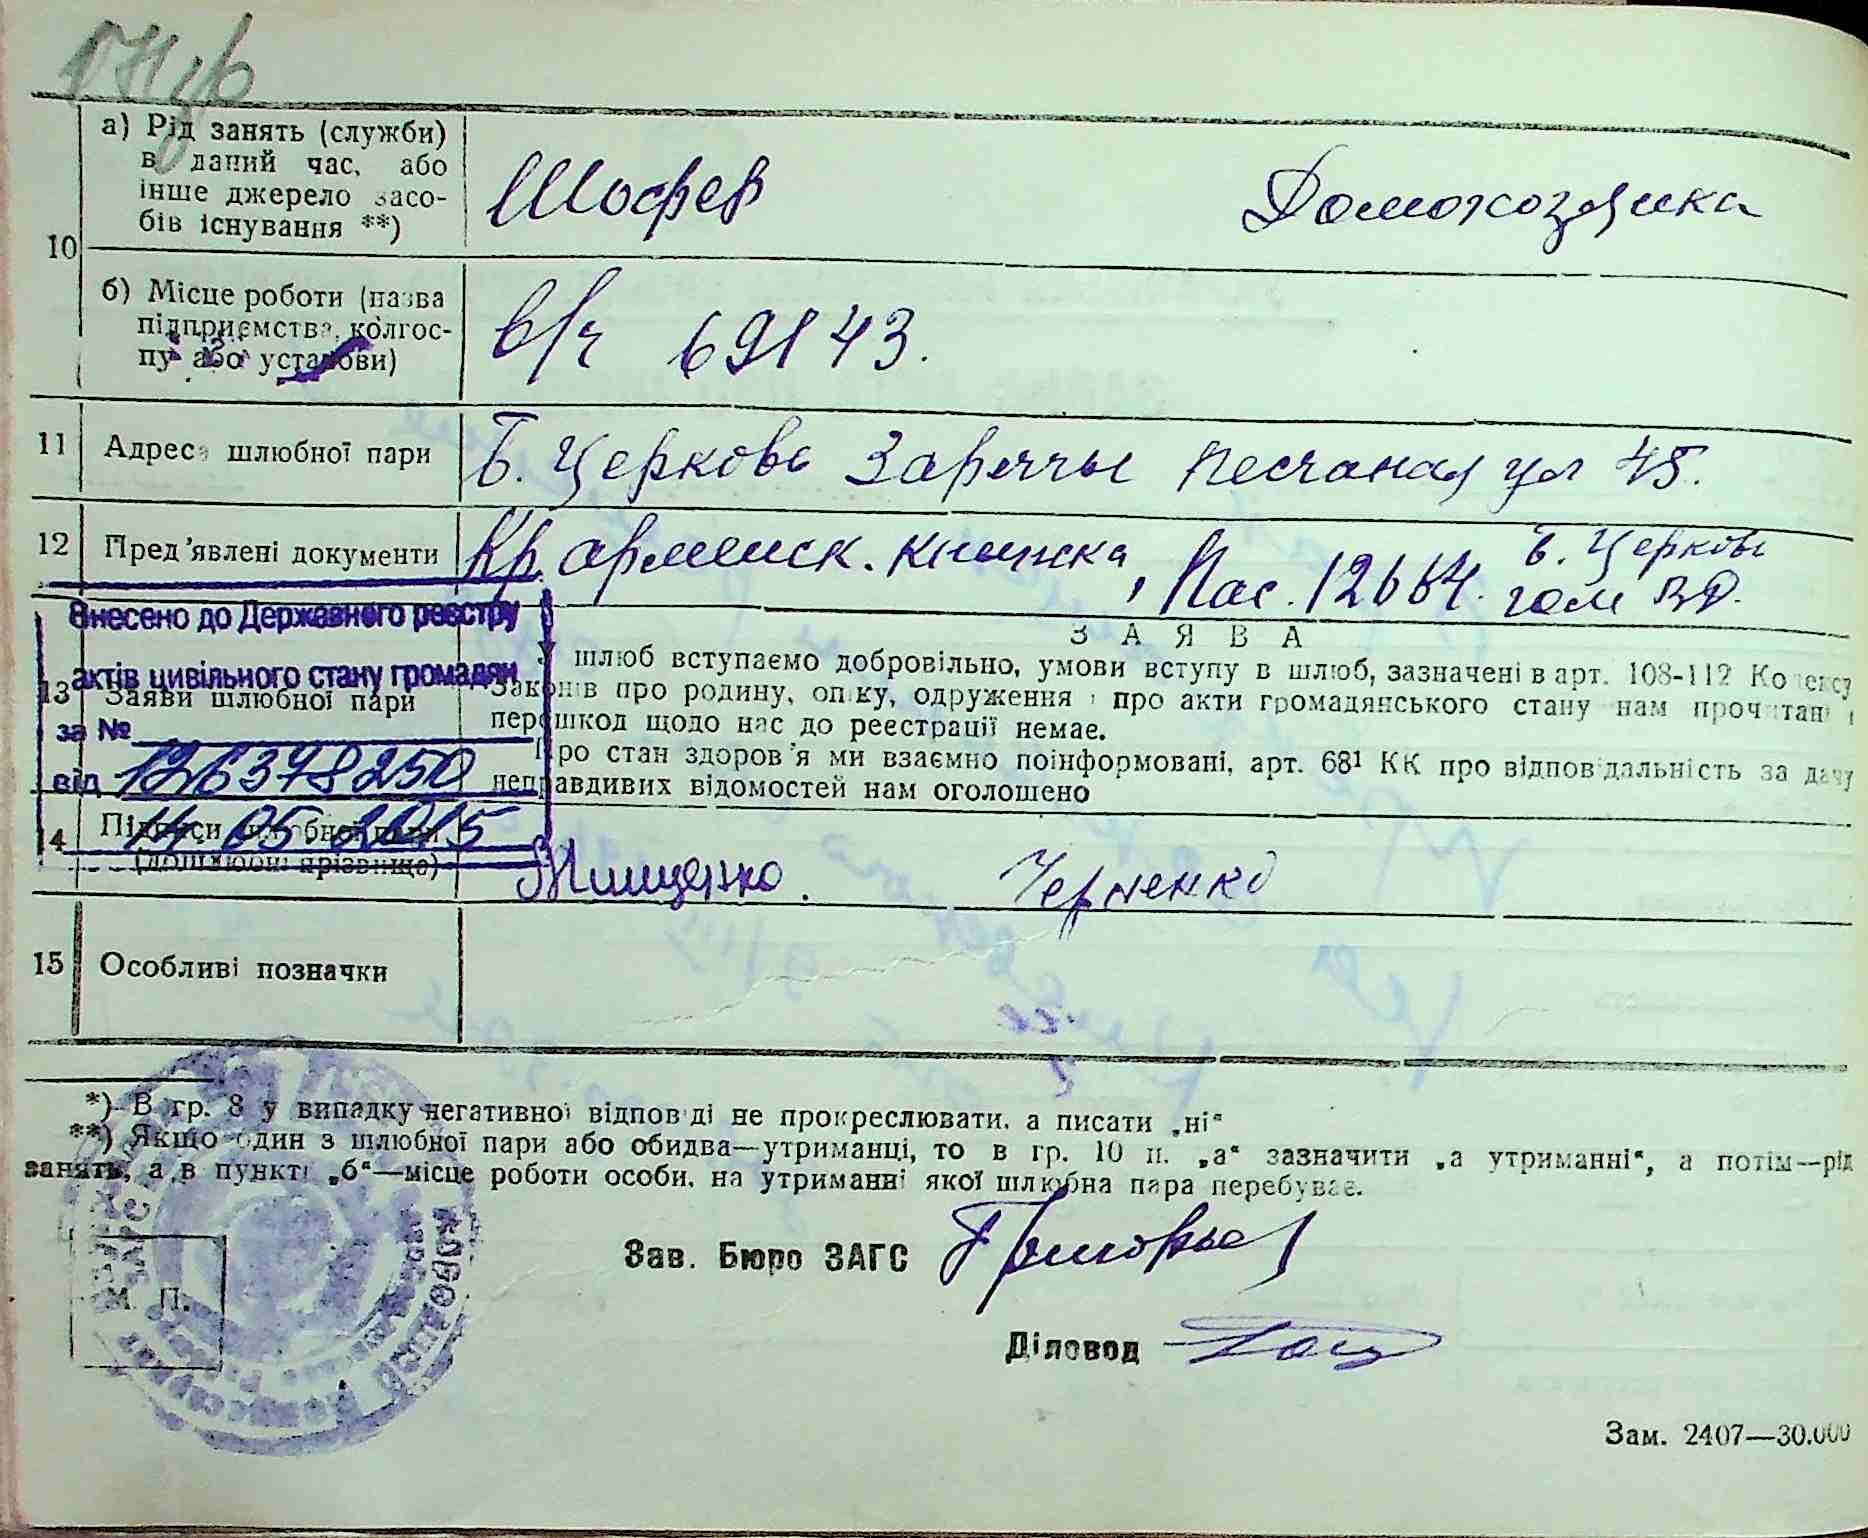 10
а) Рід занять (служби)
в даний час, або
інше джерело засо-
бів існування **)
Шофер
Домохозяйка
б) Місце роботи (назва
підприємства, колгос-
пу або установи)
в/ч 69143.
11 Адреса шлюбної пари
Б. Церковь Заречье Песчаная ул 45.
12 Пред'явлені документи
Кр. армейск. книжка, Пас. 12664. Б. Церковь
Внесено до Державного реєстру
актів цивільного стану громадян
за №
126378250
від 14 05 2015
ЗАЯВА
13 Заяви шлюбної пари
У шлюб вступаємо добровільно, умови вступу в шлюб, зазначені в арт. 108-112 Кодексу
Законів про родину, опіку, одруження і про акти громадянського стану нам прочитані і
перешкод щодо нас до реєстрації немає.
Про стан здоров'я ми взаємно поінформовані, арт. 68¹ КК про відповідальність за дачу
неправдивих відомостей нам оголошено
14 Підписи шлюбної пари
(дошлюбні прізвище)
Мищенко. Черненко
15 Особливі позначки
*) В гр. 8 у випадку негативної відповіді не прокреслювати, а писати „ні“
**) Якщо один з шлюбної пари або обидва—утриманці, то в гр. 10 п. „а“ зазначити „а утриманні“, а потім—рід
занять, а в пункті „б“—місце роботи особи, на утриманні якої шлюбна пара перебуває.
Зав. Бюро ЗАГС
Діловод
М. П.
Зам. 2407—30.000